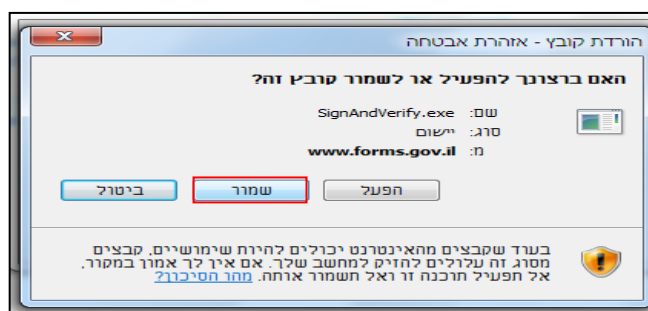 הורדת קובץ - אזהרת אבטחה
האם ברצונך להפעיל או לשמור קובץ זה?
שם: SignAndVerify.exe
סוג: יישום
מ: www.forms.gov.il
הפעל שמור ביטול
בעוד שקבצים מהאינטרנט יכולים להיות שימושיים, קבצים
מסוג זה עלולים להזיק למחשב שלך. אם אין לך אמון במקור,
אל תפעיל תוכנה זו ואל תשמור אותה. מהו הסיכון?